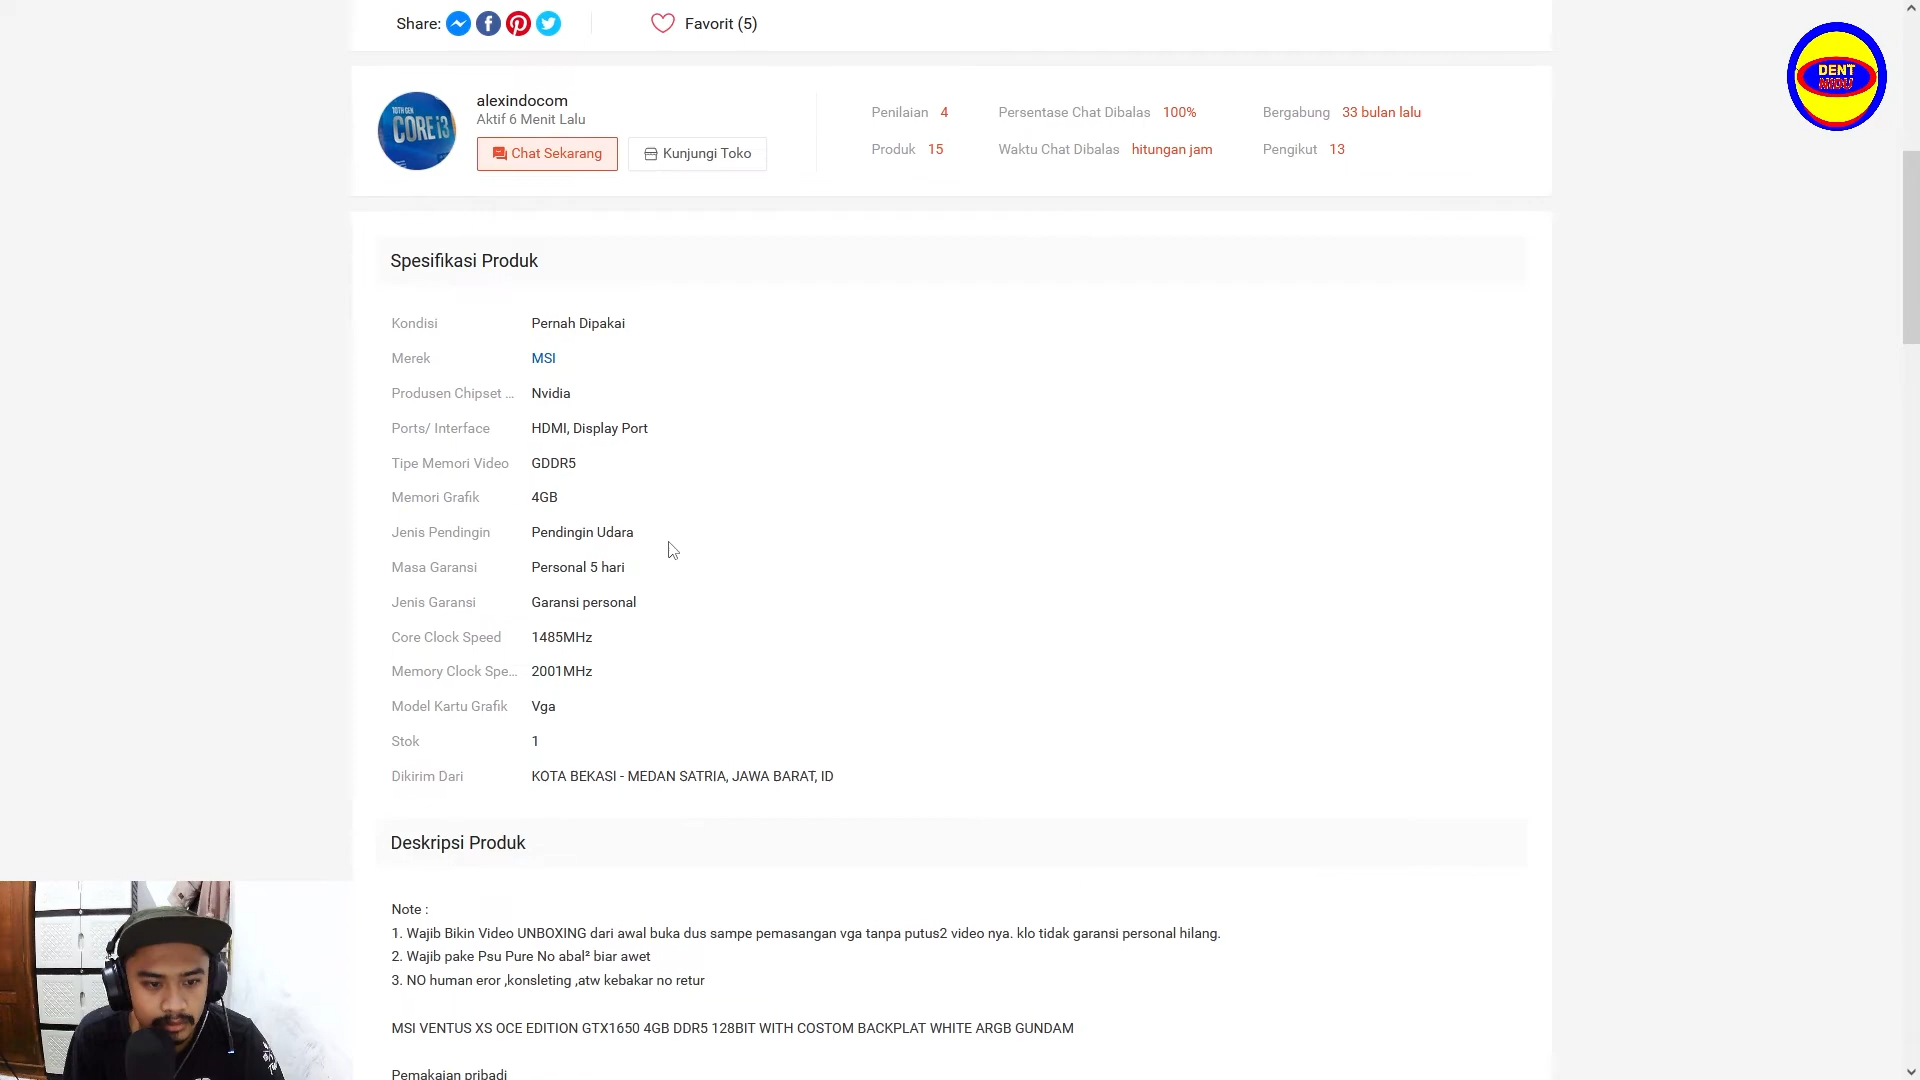 Share:
Favorit (5)
DENT
10TH GEN
CORE i3
alexindocom
Aktif 6 Menit Lalu
Chat Sekarang
Kunjungi Toko
Penilaian 4
Persentase Chat Dibalas 100%
Bergabung 33 bulan lalu
Produk 15
Waktu Chat Dibalas hitungan jam
Pengikut 13
Spesifikasi Produk
Kondisi Pernah Dipakai
Merek MSI
Produsen Chipset ... Nvidia
Ports/ Interface HDMI, Display Port
Tipe Memori Video GDDR5
Memori Grafik 4GB
Jenis Pendingin Pendingin Udara
Masa Garansi Personal 5 hari
Jenis Garansi Garansi personal
Core Clock Speed 1485MHz
Memory Clock Spe... 2001MHz
Model Kartu Grafik Vga
Stok 1
Dikirim Dari KOTA BEKASI - MEDAN SATRIA, JAWA BARAT, ID
Deskripsi Produk
Note :
1. Wajib Bikin Video UNBOXING dari awal buka dus sampe pemasangan vga tanpa putus2 video nya. klo tidak garansi personal hilang.
2. Wajib pake Psu Pure No abal² biar awet
3. NO human eror ,konsleting ,atw kebakar no retur
MSI VENTUS XS OCE EDITION GTX1650 4GB DDR5 128BIT WITH COSTOM BACKPLAT WHITE ARGB GUNDAM
Pemakaian pribadi